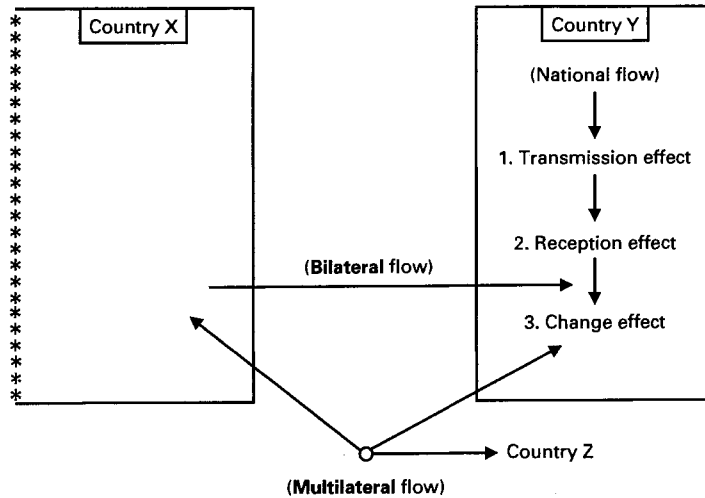 Country X
Country Y
(National flow)
1. Transmission effect
2. Reception effect
(Bilateral flow)
3. Change effect
Country Z
(Multilateral flow)